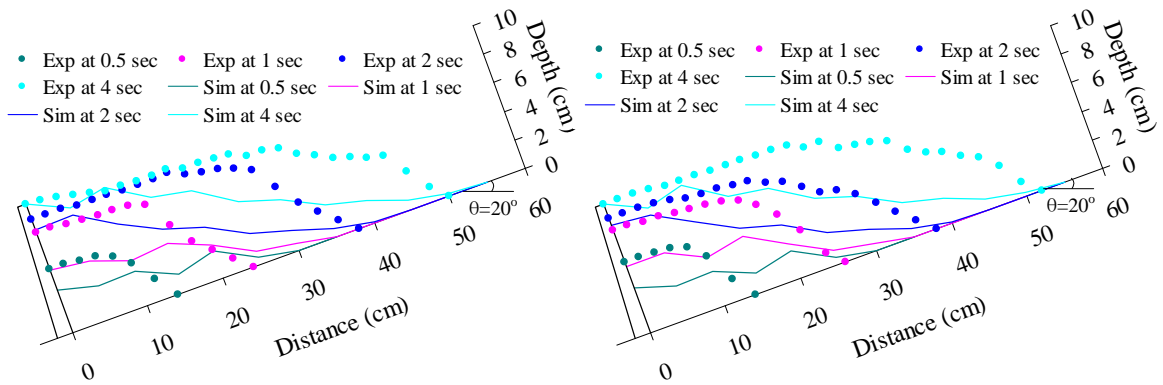 Exp at 0.5 sec Exp at 1 sec Exp at 2 sec
Exp at 4 sec Sim at 0.5 sec Sim at 1 sec
Sim at 2 sec Sim at 4 sec
10
8
6
4
2
0
Depth (cm)
θ=20°
0
10
20
30
40
50
60
Distance (cm)
Exp at 0.5 sec Exp at 1 sec Exp at 2 sec
Exp at 4 sec Sim at 0.5 sec Sim at 1 sec
Sim at 2 sec Sim at 4 sec
10
8
6
4
2
0
Depth (cm)
θ=20°
0
10
20
30
40
50
60
Distance (cm)